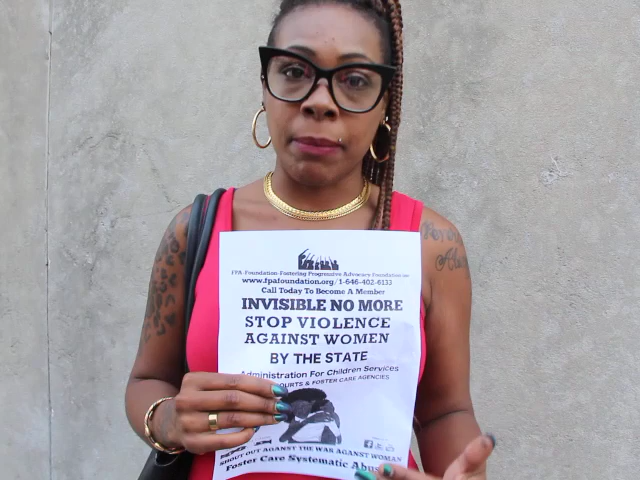 FPA-Foundation-Fostering Progressive Advocacy Foundation inc
www.fpafoundation.org/1-646-402-6133
Call Today To Become A Member
INVISIBLE NO MORE
STOP VIOLENCE
AGAINST WOMEN
BY THE STATE
Administration For Children Services
COURTS & FOSTER CARE AGENCIES
SHOUT OUT AGAINST THE WAR AGAINST WOMAN
Foster Care Systematic